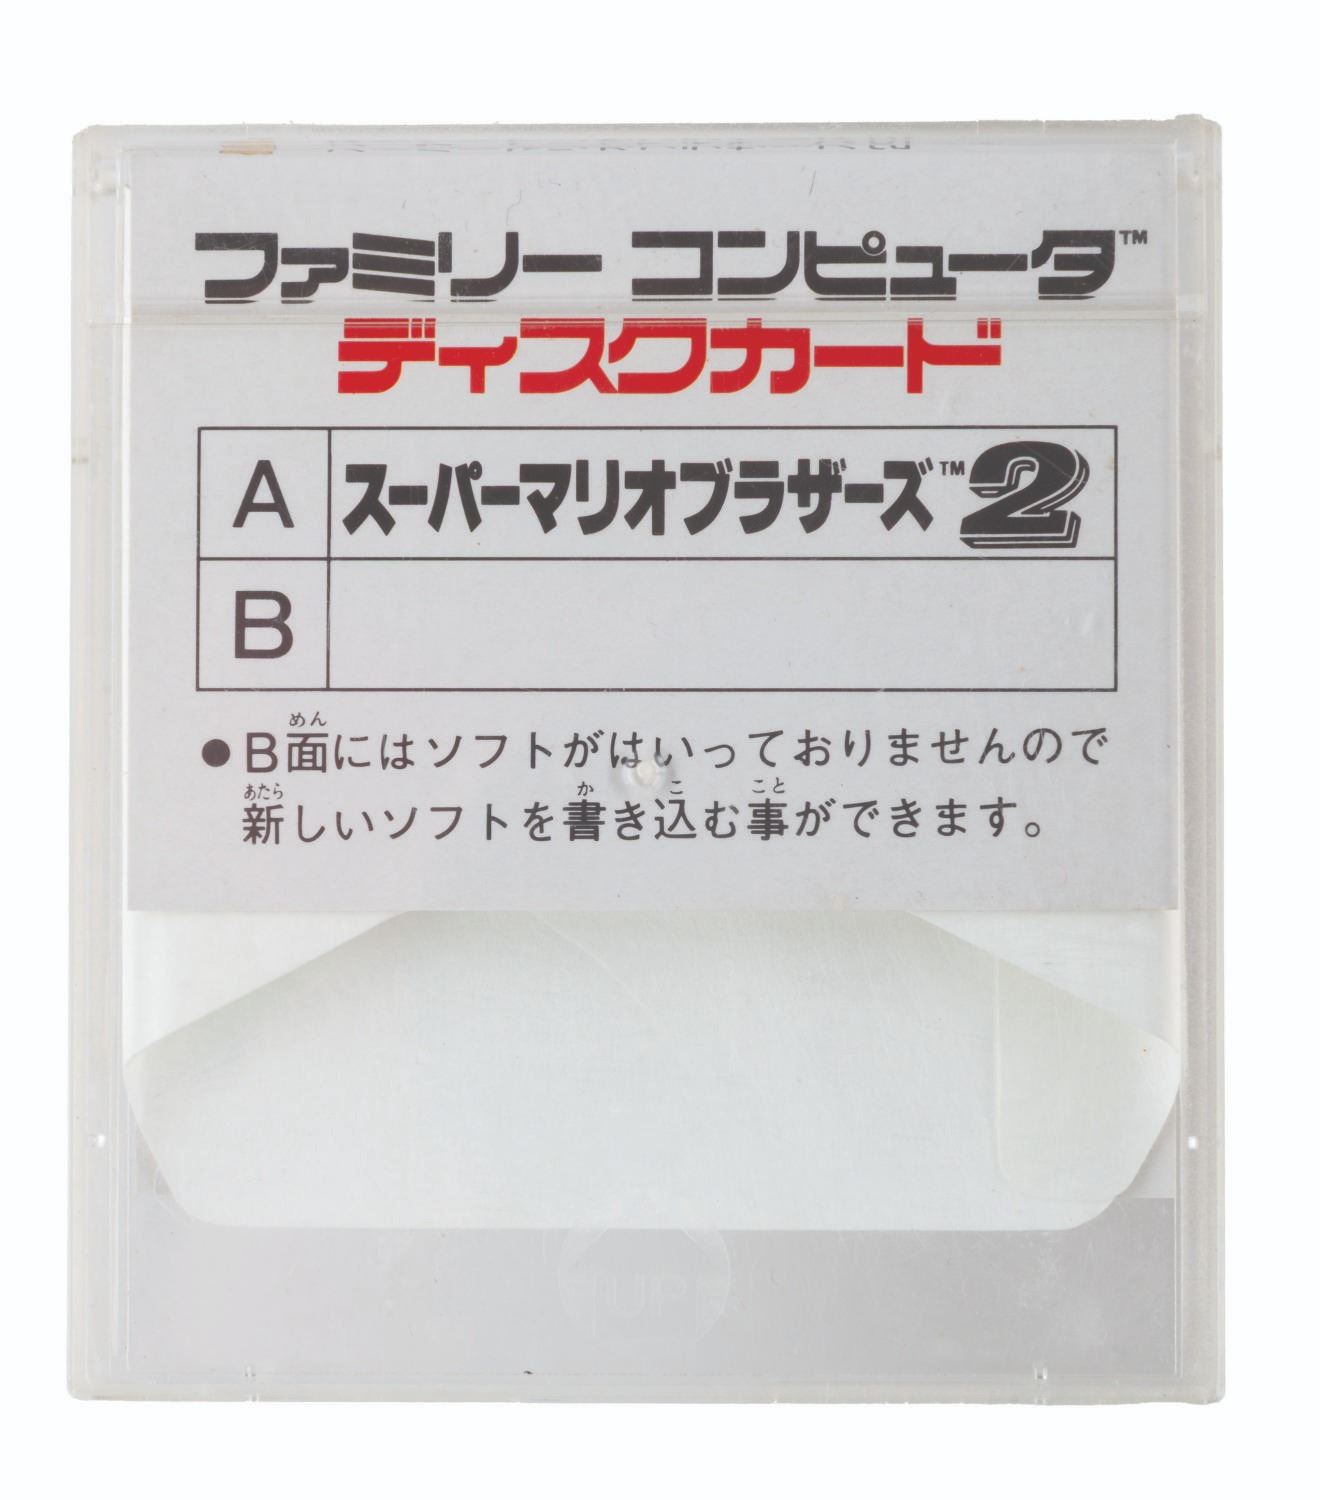 ファミリー コンピュータ™
ディスクカード
A スーパーマリオブラザーズ™2
B
めん
●B面にはソフトがはいっておりませんので
あたら か こ こと
新しいソフトを書き込む事ができます。
UP